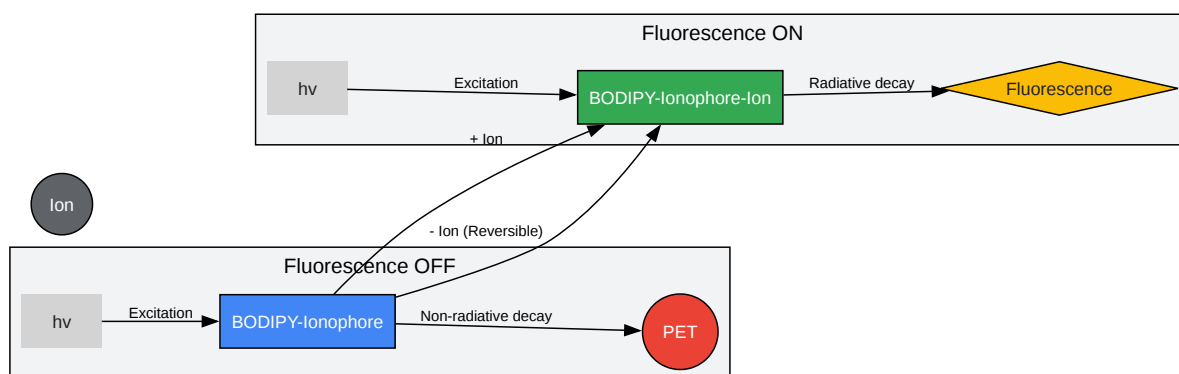 Fluorescence ON
hv
Excitation
BODIPY-Ionophore-Ion
Radiative decay
Fluorescence
+ Ion
Ion
- Ion (Reversible)
Fluorescence OFF
hv
Excitation
BODIPY-Ionophore
Non-radiative decay
PET